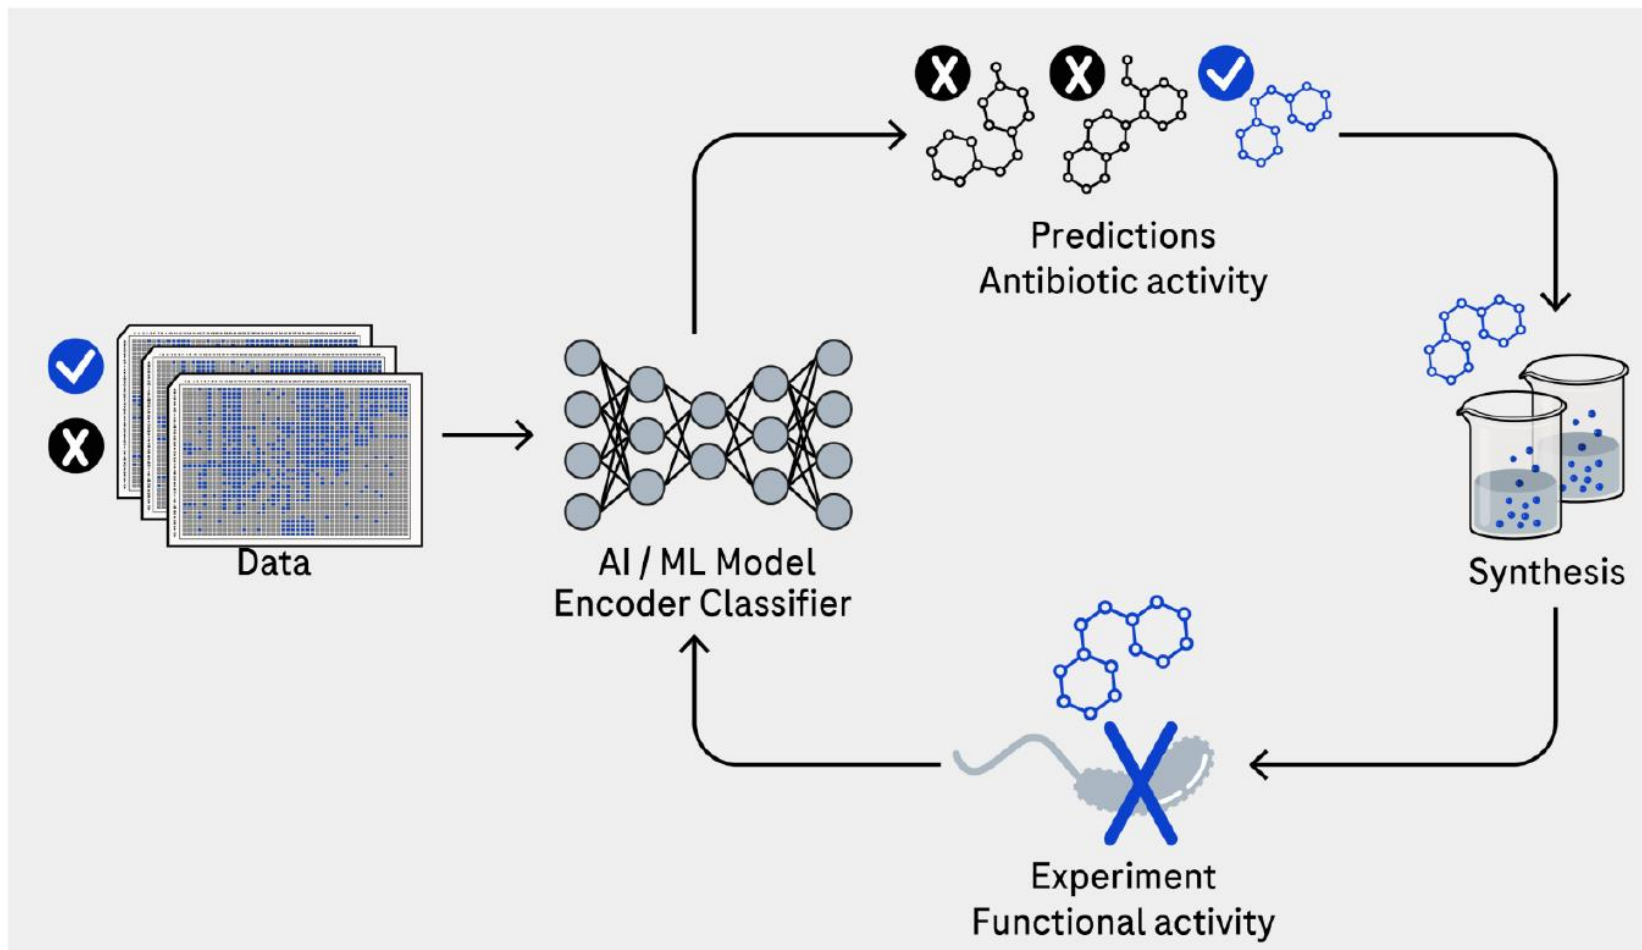 Predictions
Antibiotic activity
Data
AI / ML Model
Encoder Classifier
Synthesis
Experiment
Functional activity